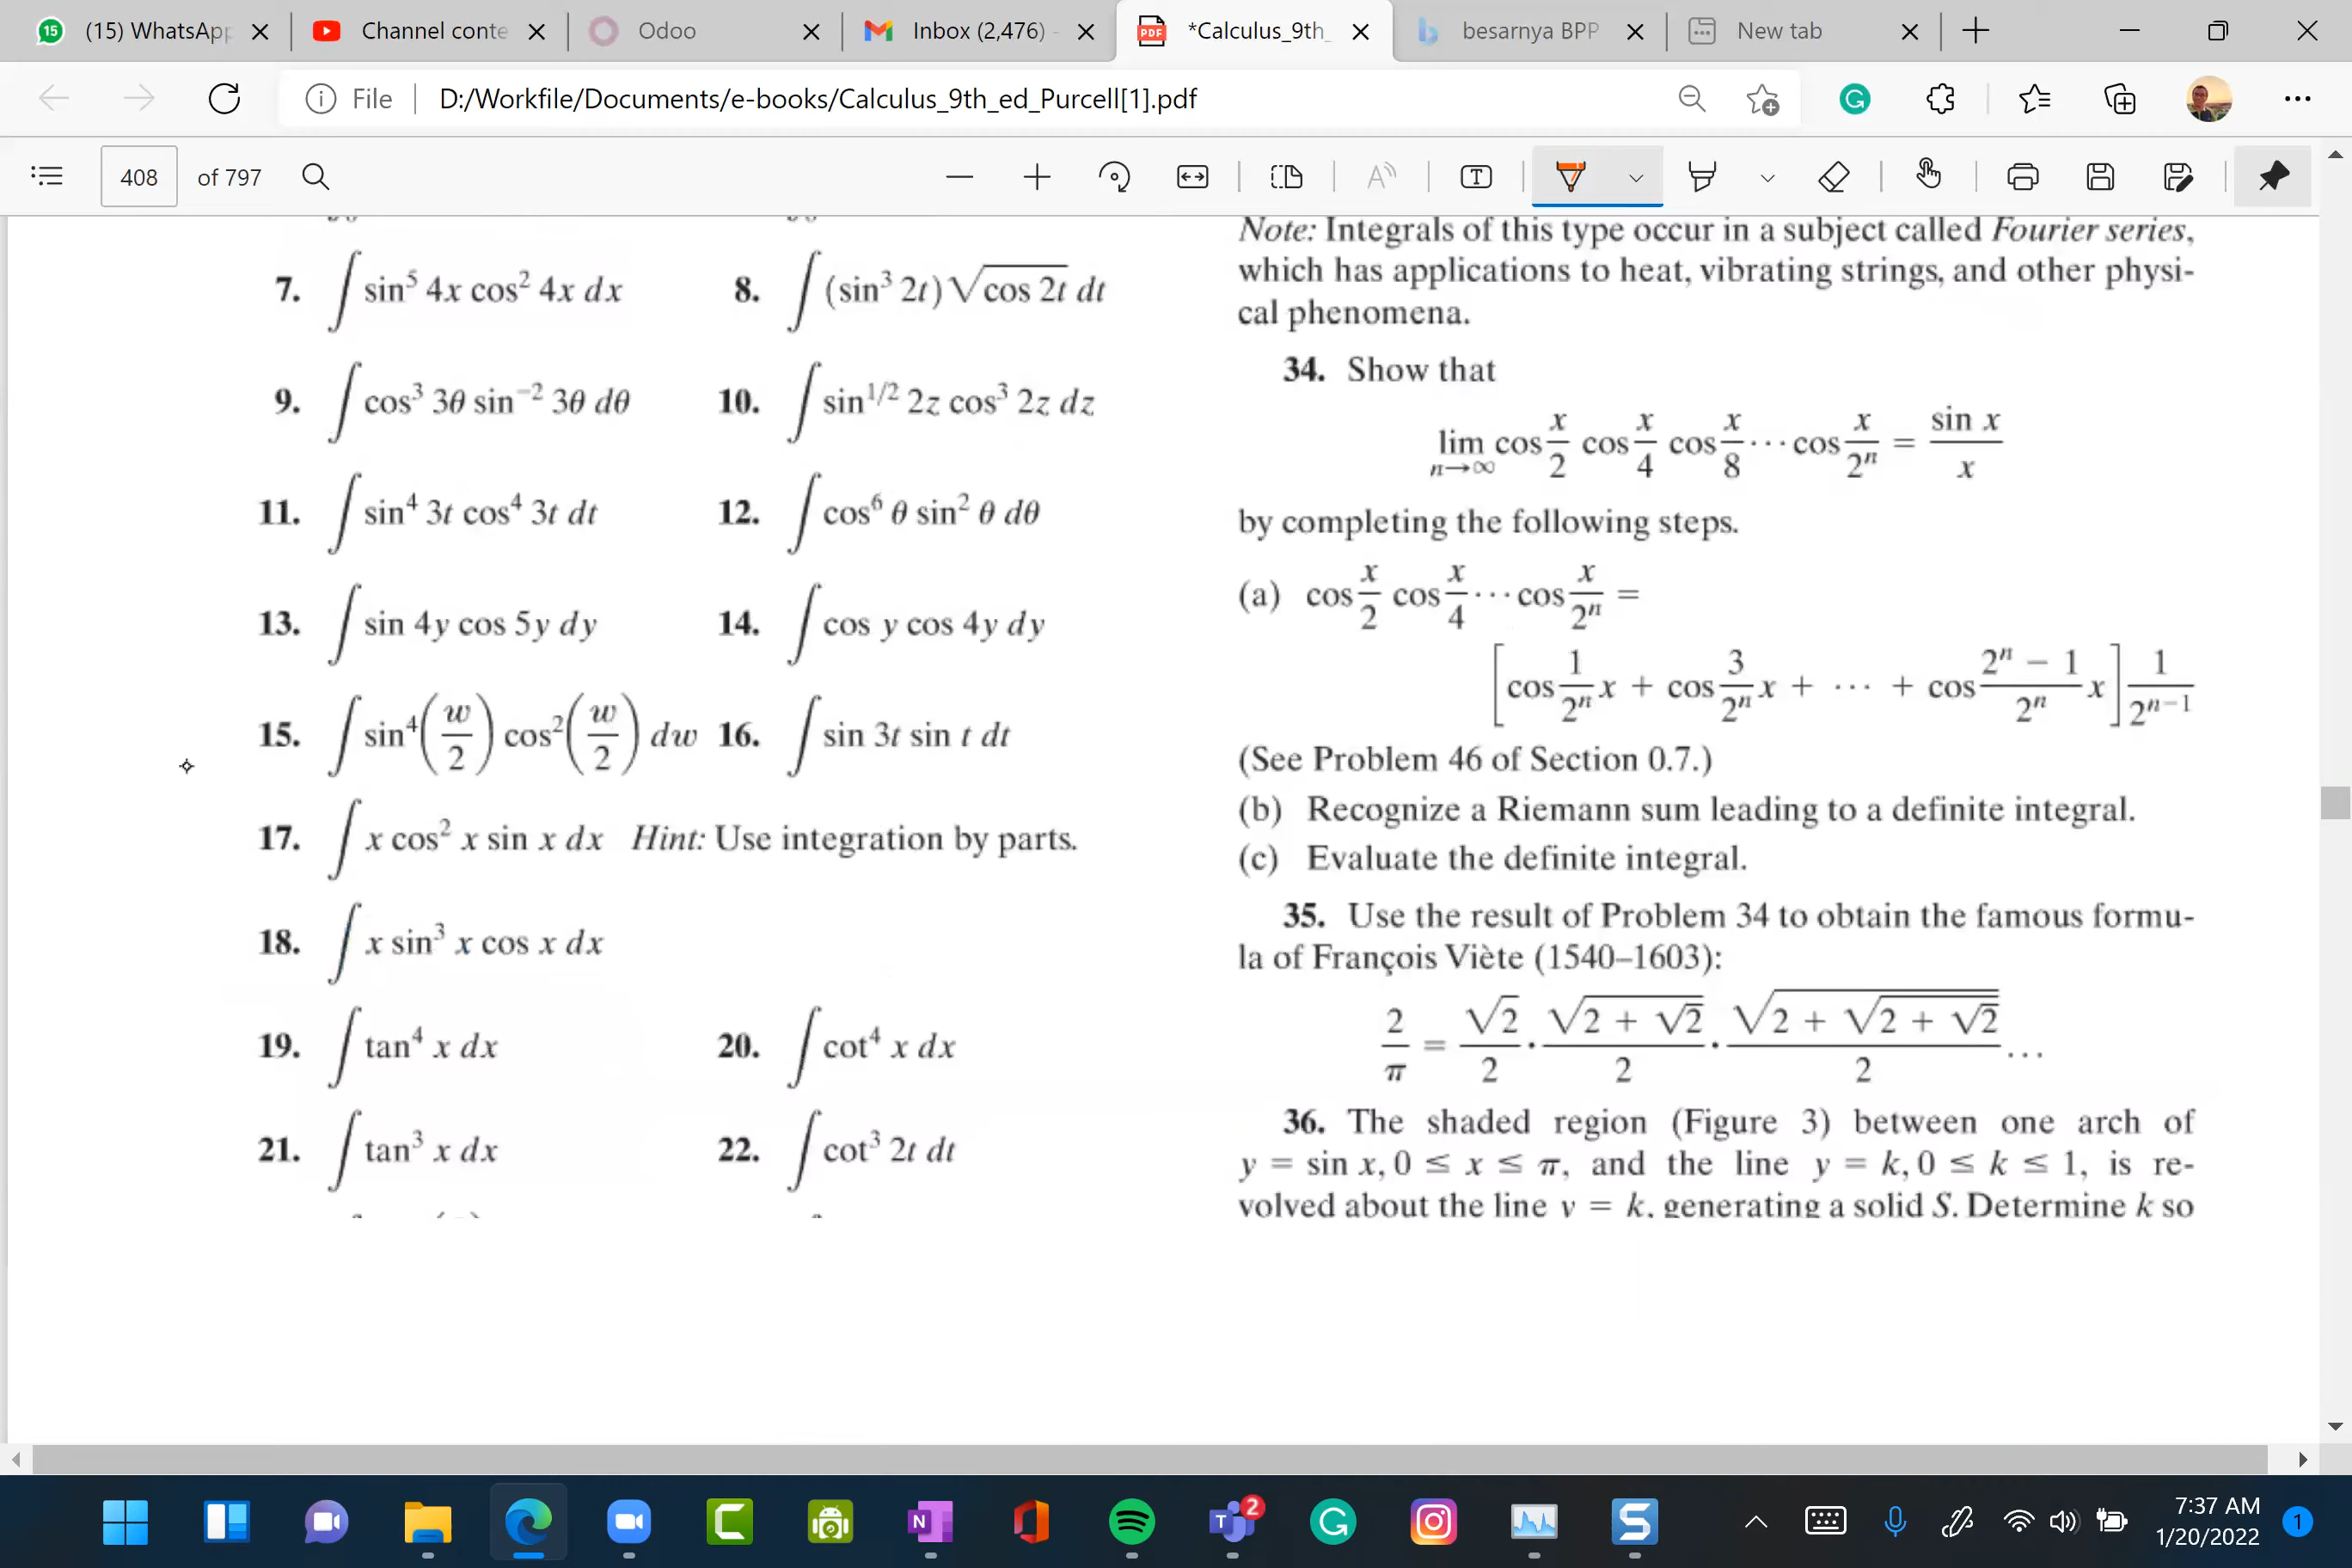 (15) WhatsApp
Channel conte
Odoo
Inbox (2,476) -
*Calculus_9th_
besarnya BPP
New tab
File
D:/Workfile/Documents/e-books/Calculus_9th_ed_Purcell[1].pdf
408 of 797
7. ∫ sin⁵ 4x cos² 4x dx
8. ∫ (sin³ 2t) √(cos 2t) dt
9. ∫ cos³ 3θ sin⁻² 3θ dθ
10. ∫ sin^{1/2} 2z cos³ 2z dz
11. ∫ sin⁴ 3t cos⁴ 3t dt
12. ∫ cos⁶ θ sin² θ dθ
13. ∫ sin 4y cos 5y dy
14. ∫ cos y cos 4y dy
15. ∫ sin⁴(w/2) cos²(w/2) dw
16. ∫ sin 3t sin t dt
17. ∫ x cos² x sin x dx Hint: Use integration by parts.
18. ∫ x sin³ x cos x dx
19. ∫ tan⁴ x dx
20. ∫ cot⁴ x dx
21. ∫ tan³ x dx
22. ∫ cot³ 2t dt
Note: Integrals of this type occur in a subject called Fourier series,
which has applications to heat, vibrating strings, and other physi-
cal phenomena.
34. Show that
lim n→∞ cos x/2 cos x/4 cos x/8 ··· cos x/2ⁿ = sin x / x
by completing the following steps.
(a) cos x/2 cos x/4 ··· cos x/2ⁿ =
[cos 1/2ⁿ x + cos 3/2ⁿ x + ··· + cos (2ⁿ − 1)/2ⁿ x] 1/2ⁿ⁻¹
(See Problem 46 of Section 0.7.)
(b) Recognize a Riemann sum leading to a definite integral.
(c) Evaluate the definite integral.
35. Use the result of Problem 34 to obtain the famous formu-
la of François Viète (1540–1603):
2/π = √2/2 · √(2 + √2)/2 · √(2 + √(2 + √2))/2 ···
36. The shaded region (Figure 3) between one arch of
y = sin x, 0 ≤ x ≤ π, and the line y = k, 0 ≤ k ≤ 1, is re-
volved about the line y = k, generating a solid S. Determine k so
7:37 AM
1/20/2022